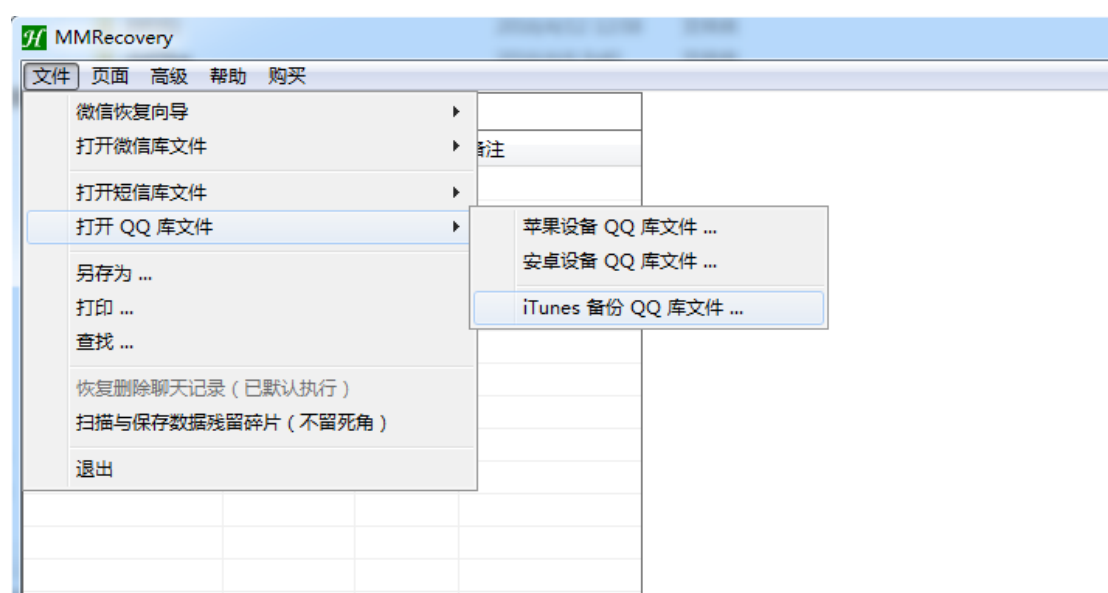 MMRecovery
文件 页面 高级 帮助 购买
微信恢复向导
打开微信库文件
备注
打开短信库文件
打开 QQ 库文件
苹果设备 QQ 库文件 ...
安卓设备 QQ 库文件 ...
iTunes 备份 QQ 库文件 ...
另存为 ...
打印 ...
查找 ...
恢复删除聊天记录（已默认执行）
扫描与保存数据残留碎片（不留死角）
退出